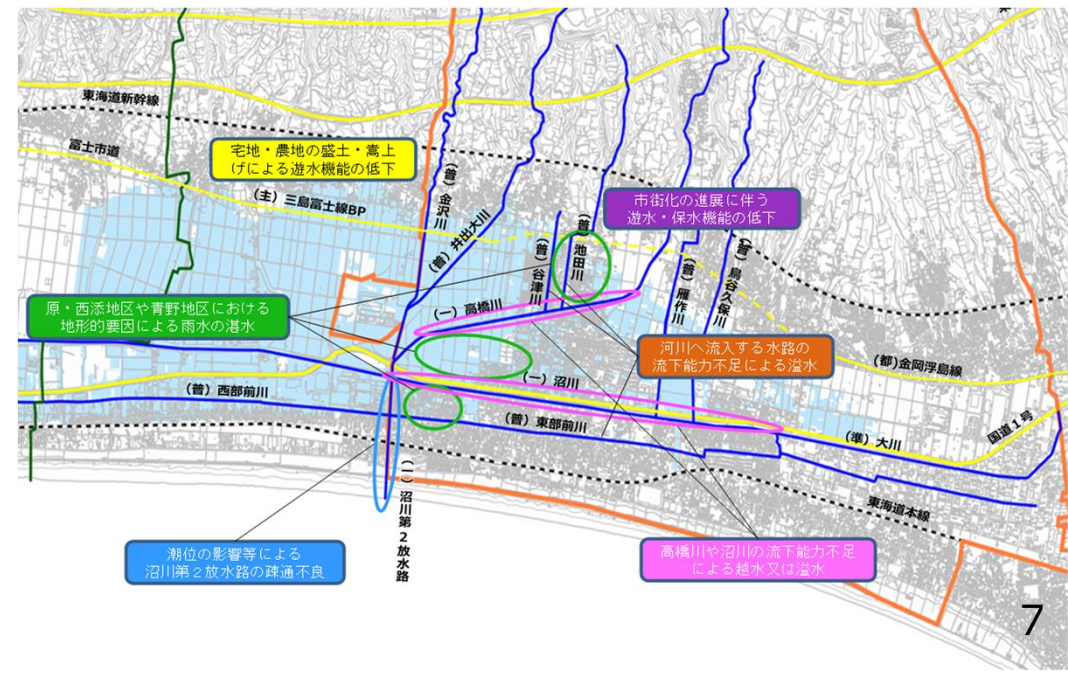 東海道新幹線
富士市道
宅地・農地の盛土・嵩上
げによる遊水機能の低下
(主)三島富士線BP
(普)金沢川
(普)井出大川
市街化の進展に伴う
遊水・保水機能の低下
(普)谷津川
(普)池田川
(普)雁作川
(普)鳥谷久保川
原・西添地区や青野地区における
地形的要因による雨水の湛水
(一)高橋川
河川へ流入する水路の
流下能力不足による溢水
(都)金岡浮島線
(一)沼川
(普)西部前川
(普)東部前川
(準)大川
国道1号
(一)沼川第2放水路
東海道本線
潮位の影響等による
沼川第2放水路の疎通不良
高橋川や沼川の流下能力不足
による越水又は溢水
7